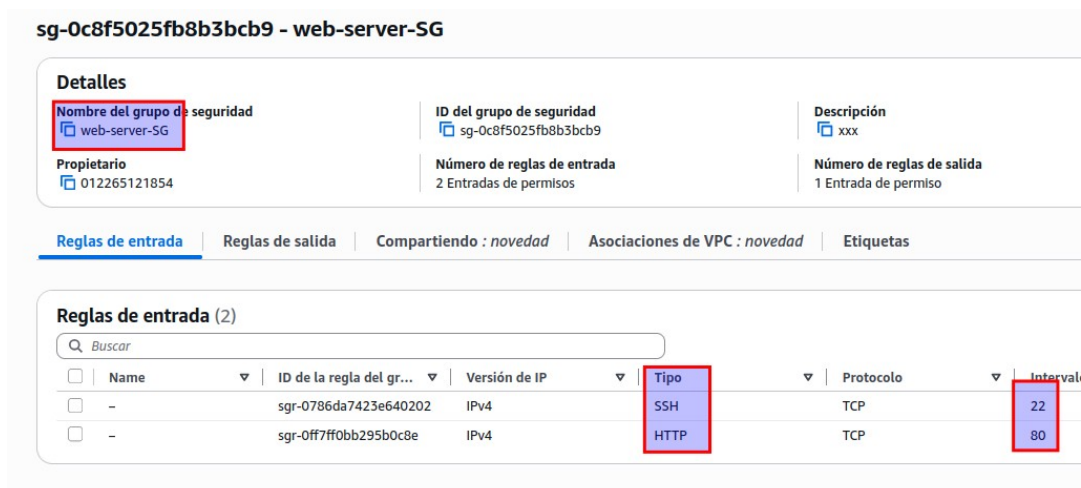 sg-0c8f5025fb8b3bcb9 - web-server-SG
Detalles
Nombre del grupo de seguridad
web-server-SG
ID del grupo de seguridad
sg-0c8f5025fb8b3bcb9
Descripción
xxx
Propietario
012265121854
Número de reglas de entrada
2 Entradas de permisos
Número de reglas de salida
1 Entrada de permiso
Reglas de entrada | Reglas de salida | Compartiendo : novedad | Asociaciones de VPC : novedad | Etiquetas
Reglas de entrada (2)
Buscar
Name ID de la regla del gr... Versión de IP Tipo Protocolo Intervalo
– sgr-0786da7423e640202 IPv4 SSH TCP 22
– sgr-0ff7ff0bb295b0c8e IPv4 HTTP TCP 80